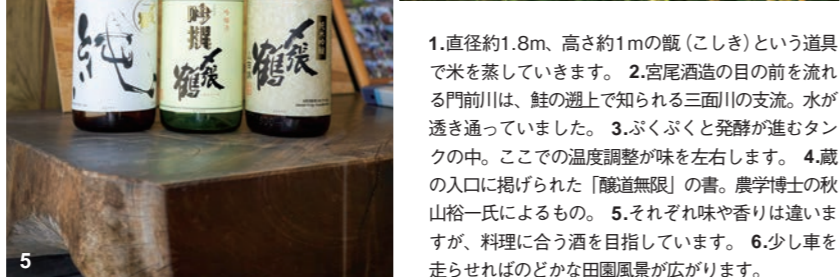 純
吟撰
〆張鶴
〆張鶴
5
1.直径約1.8m、高さ約1mの甑（こしき）という道具
で米を蒸していきます。 2.宮尾酒造の目の前を流れ
る門前川は、鮭の遡上で知られる三面川の支流。水が
透き通っていました。 3.ぷくぷくと発酵が進むタン
クの中。ここでの温度調整が味を左右します。 4.蔵
の入口に掲げられた「醸道無限」の書。農学博士の秋
山裕一氏によるもの。 5.それぞれ味や香りは違いま
すが、料理に合う酒を目指しています。 6.少し車を
走らせればのどかな田園風景が広がります。